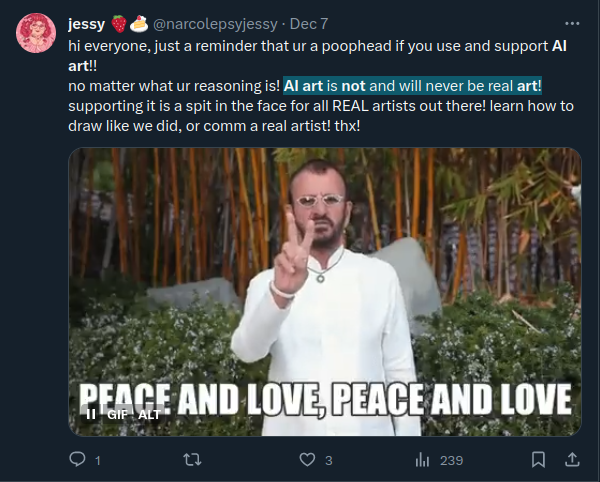 jessy 🍓🍰 @narcolepsyjessy · Dec 7
hi everyone, just a reminder that ur a poophead if you use and support AI
art!!
no matter what ur reasoning is! AI art is not and will never be real art!
supporting it is a spit in the face for all REAL artists out there! learn how to
draw like we did, or comm a real artist! thx!
PEACE AND LOVE, PEACE AND LOVE
GIF ALT
1 3 239